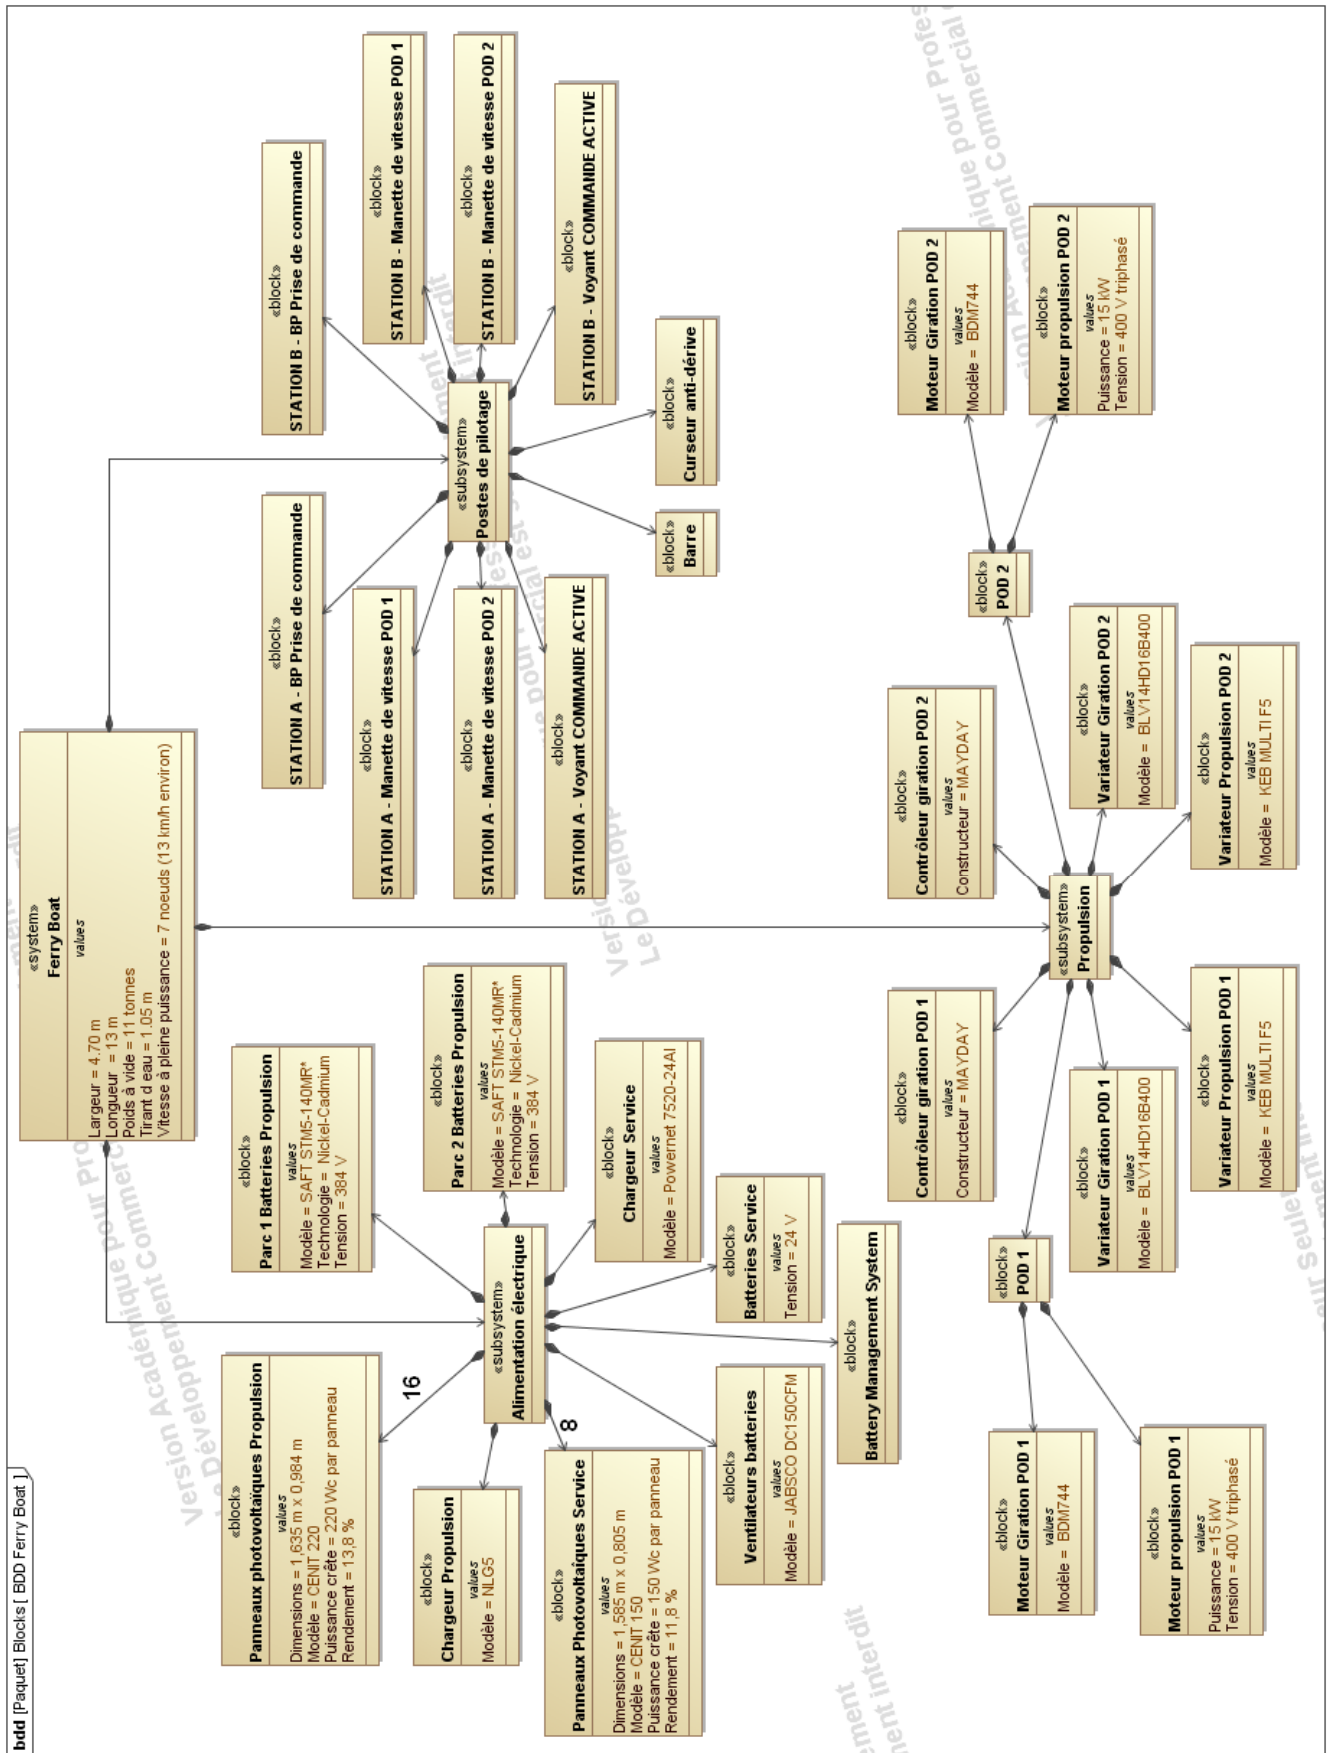 bdd [Paquet] Blocks [ BDD Ferry Boat ]
«system»
Ferry Boat
values
Largeur = 4.70 m
Longueur = 13 m
Poids à vide = 11 tonnes
Tirant d eau = 1.05 m
Vitesse à pleine puissance = 7 noeuds (13 km/h environ)
«block»
Panneaux photovoltaïques Propulsion
values
Dimensions = 1,635 m x 0,984 m
Modèle = CENIT 220
Puissance crête = 220 Wc par panneau
Rendement = 13,8 %
16
«block»
Parc 1 Batteries Propulsion
values
Modèle = SAFT STM5-140MR*
Technologie = Nickel-Cadmium
Tension = 384 V
«block»
Chargeur Propulsion
values
Modèle = NLG5
«subsystem»
Alimentation électrique
«block»
Parc 2 Batteries Propulsion
values
Modèle = SAFT STM5-140MR*
Technologie = Nickel-Cadmium
Tension = 384 V
«block»
Panneaux Photovoltaiques Service
values
Dimensions = 1,585 m x 0,805 m
Modèle = CENIT 150
Puissance crête = 150 Wc par panneau
Rendement = 11,8 %
8
«block»
Chargeur Service
values
Modèle = Powernet 7520-24AI
«block»
Ventilateurs batteries
values
Modèle = JABSCO DC150CFM
«block»
Batteries Service
values
Tension = 24 V
«block»
Battery Management System
«block»
STATION A - BP Prise de commande
«block»
STATION B - BP Prise de commande
«block»
STATION A - Manette de vitesse POD 1
«block»
STATION B - Manette de vitesse POD 1
«subsystem»
Postes de pilotage
«block»
STATION A - Manette de vitesse POD 2
«block»
STATION B - Manette de vitesse POD 2
«block»
STATION A - Voyant COMMANDE ACTIVE
«block»
STATION B - Voyant COMMANDE ACTIVE
«block»
Barre
«block»
Curseur anti-dérive
«block»
Contrôleur giration POD 1
values
Constructeur = MAYDAY
«block»
Contrôleur giration POD 2
values
Constructeur = MAYDAY
«block»
POD 1
«subsystem»
Propulsion
«block»
POD 2
«block»
Moteur Giration POD 1
values
Modèle = BDM744
«block»
Variateur Giration POD 1
values
Modèle = BLV14HD16B400
«block»
Variateur Giration POD 2
values
Modèle = BLV14HD16B400
«block»
Moteur Giration POD 2
values
Modèle = BDM744
«block»
Moteur propulsion POD 1
values
Puissance = 15 kW
Tension = 400 V triphasé
«block»
Variateur Propulsion POD 1
values
Modèle = KEB MULTI F5
«block»
Variateur Propulsion POD 2
values
Modèle = KEB MULTI F5
«block»
Moteur propulsion POD 2
values
Puissance = 15 kW
Tension = 400 V triphasé